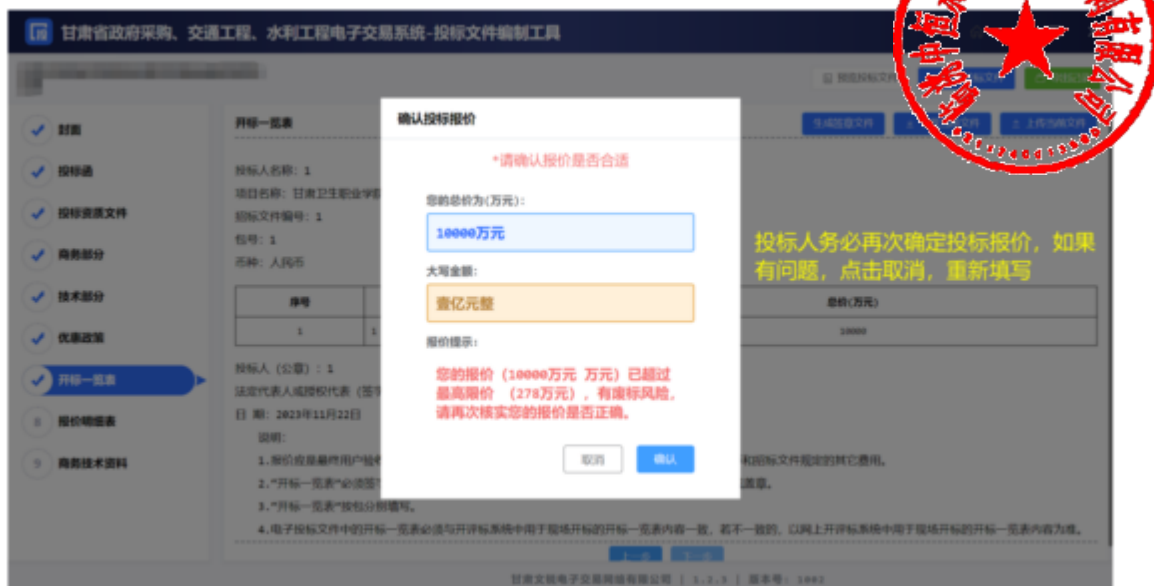 甘肃省政府采购、交通工程、水利工程电子交易系统-投标文件编制工具
封面
投标函
投标资质文件
商务部分
技术部分
优惠政策
开标一览表
8 报价明细表
9 商务技术资料
开标一览表
生成签章文件
上传当前文件
投标人名称: 1
项目名称: 甘肃卫生职业学院
招标文件编号: 1
包号: 1
币种: 人民币
序号
总价(万元)
1
1
10000
投标人 (公章) : 1
法定代表人或授权代表 (签字
日 期: 2023年11月22日
说明:
1.报价应是最终用户验收
和招标文件规定的其它费用。
2."开标一览表"必须签
盖章。
3."开标一览表"按包分别填写。
4.电子投标文件中的开标一览表必须与开评标系统中用于现场开标的开标一览表内容一致, 若不一致的, 以网上开评标系统中用于现场开标的开标一览表内容为准。
上一步 下一步
甘肃文锐电子交易网络有限公司 | 1.2.3 | 版本号: 1002
确认投标报价
*请确认报价是否合适
您的总价为(万元):
10000万元
大写金额:
壹亿元整
报价提示:
您的报价 (10000万元 万元) 已超过
最高限价 (278万元) , 有废标风险,
请再次核实您的报价是否正确。
取消 确认
投标人务必再次确定投标报价，如果
有问题，点击取消，重新填写